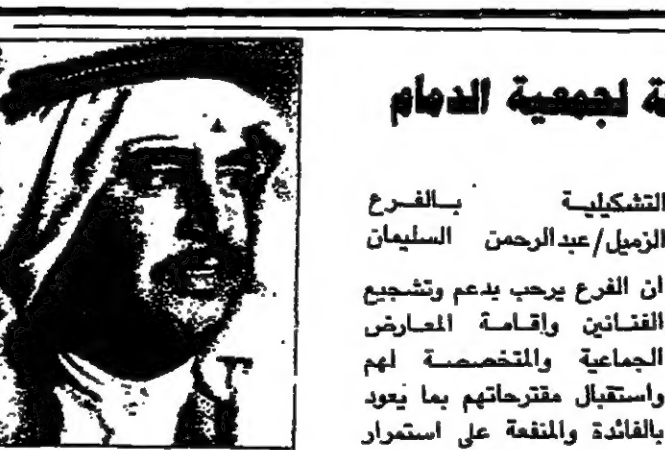 ة لجمعية الدمام
التشكيلية بالفرع
الزميل/عبدالرحمن السليمان
ان الفرع يرحب بدعم وتشجيع
الفنانين واقامة المعارض
الجماعية والمتخصصة لهم
واستقبال مقترحاتهم بما يعود
بالفائدة والمنفعة على استمرار